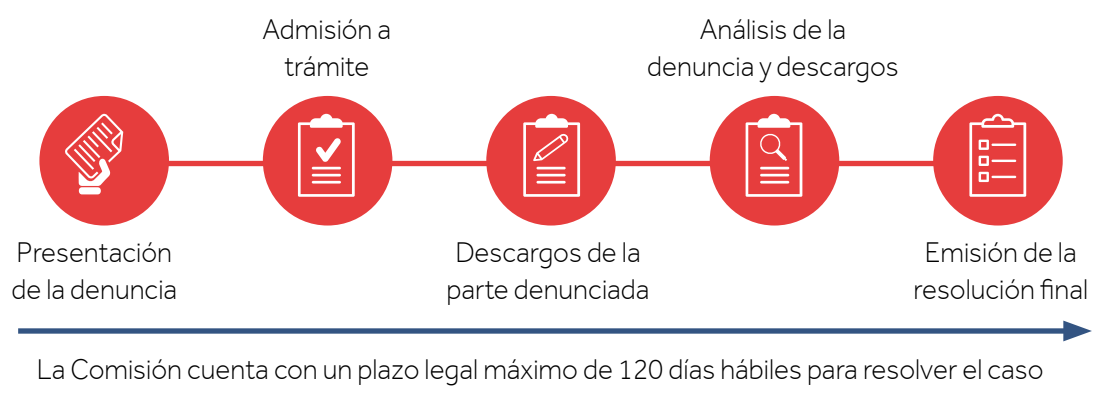 Presentación
de la denuncia
Admisión a
trámite
Descargos de la
parte denunciada
Análisis de la
denuncia y descargos
Emisión de la
resolución final
La Comisión cuenta con un plazo legal máximo de 120 días hábiles para resolver el caso